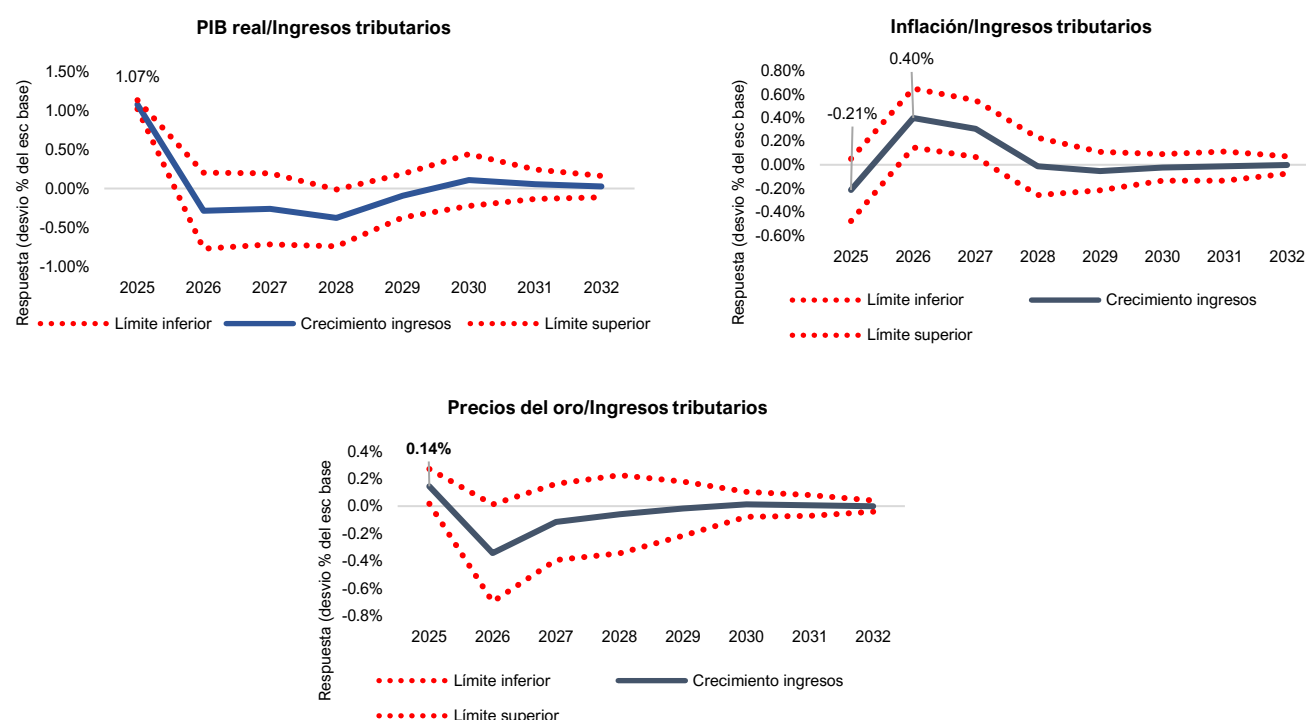 PIB real/Ingresos tributarios
Respuesta (desvio % del esc base)
1.50%
1.00%
0.50%
0.00%
-0.50%
-1.00%
1.07%
2025 2026 2027 2028 2029 2030 2031 2032
Límite inferior Crecimiento ingresos Límite superior
Inflación/Ingresos tributarios
Respuesta (desvio % del esc base)
0.80%
0.60%
0.40%
0.20%
0.00%
-0.20%
-0.40%
-0.60%
-0.21%
0.40%
2025 2026 2027 2028 2029 2030 2031 2032
Límite inferior Crecimiento ingresos
Límite superior
Precios del oro/Ingresos tributarios
Respuesta (desvio % del esc base
0.4%
0.2%
0.0%
-0.2%
-0.4%
-0.6%
-0.8%
0.14%
2025 2026 2027 2028 2029 2030 2031 2032
Límite inferior Crecimiento ingresos
Límite superior